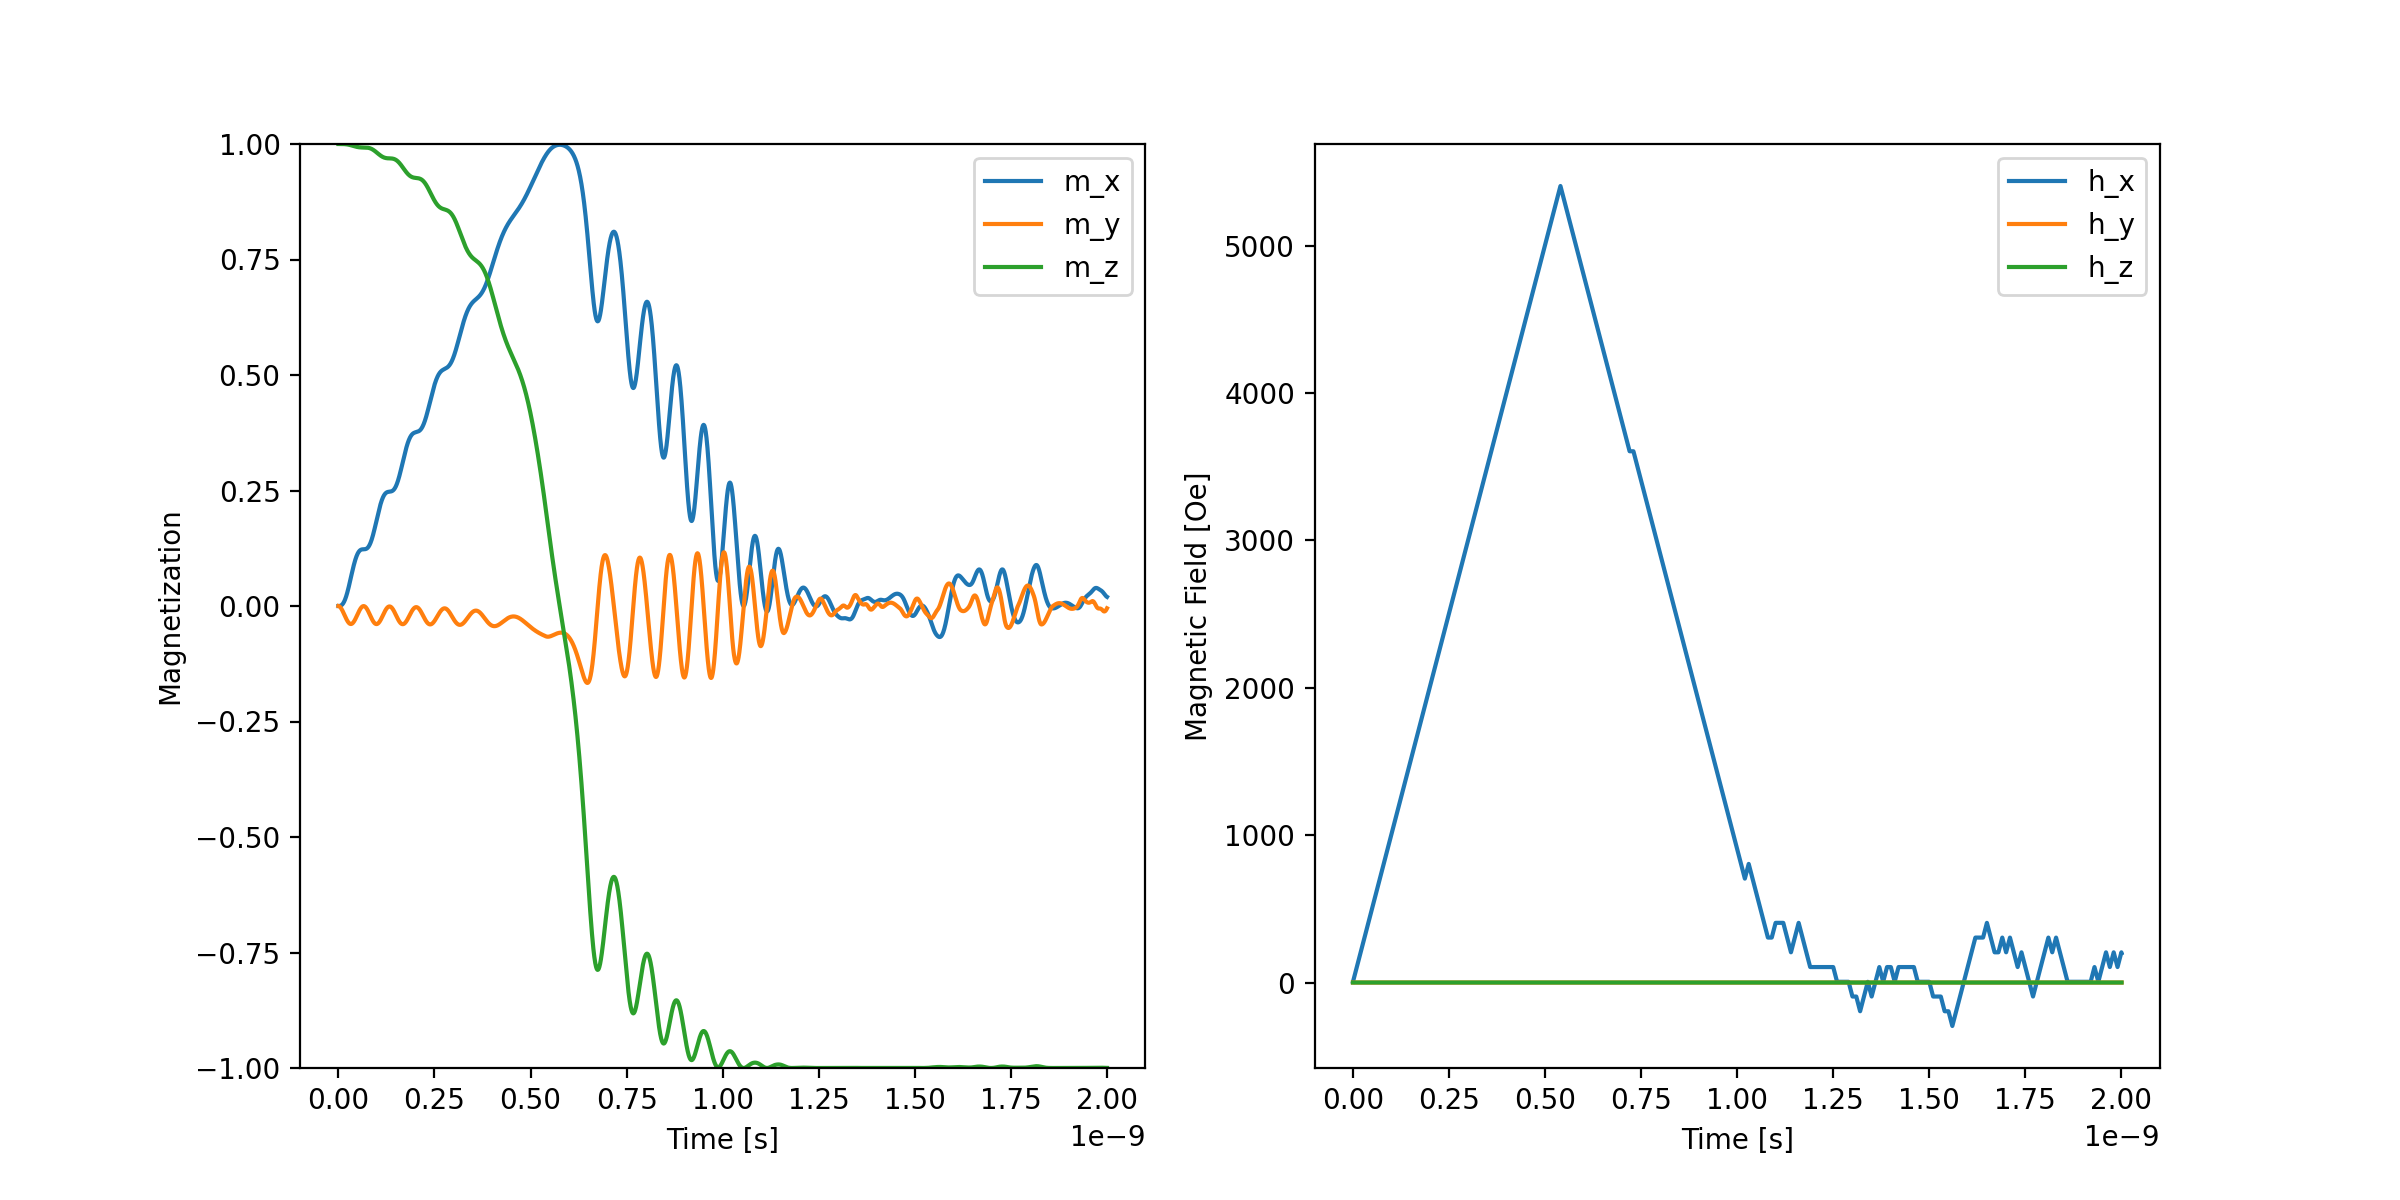 Magnetization
1.00
0.75
0.50
0.25
0.00
−0.25
−0.50
−0.75
−1.00
0.00 0.25 0.50 0.75 1.00 1.25 1.50 1.75 2.00
Time [s]
1e−9
m_x
m_y
m_z
Magnetic Field [Oe]
5000
4000
3000
2000
1000
0
0.00 0.25 0.50 0.75 1.00 1.25 1.50 1.75 2.00
Time [s]
1e−9
h_x
h_y
h_z